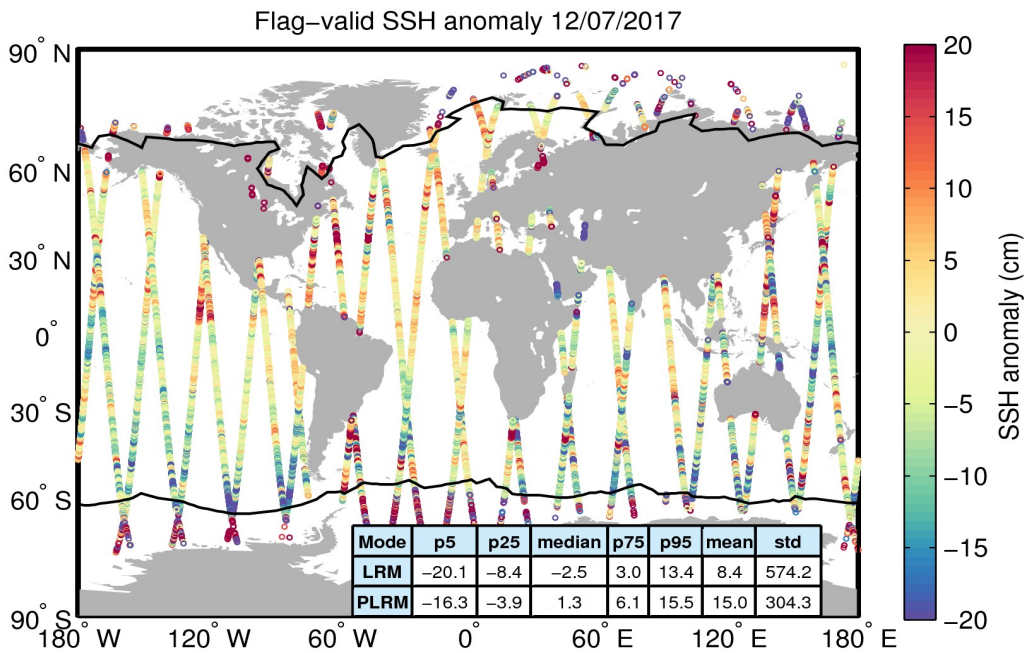 Flag−valid SSH anomaly 12/07/2017
90° N
60° N
30° N
0°
30° S
60° S
90° S
180° W
120° W
60° W
0°
60° E
120° E
180° E
Mode p5 p25 median p75 p95 mean std
LRM −20.1 −8.4 −2.5 3.0 13.4 8.4 574.2
PLRM −16.3 −3.9 1.3 6.1 15.5 15.0 304.3
20
15
10
5
0
−5
−10
−15
−20
SSH anomaly (cm)